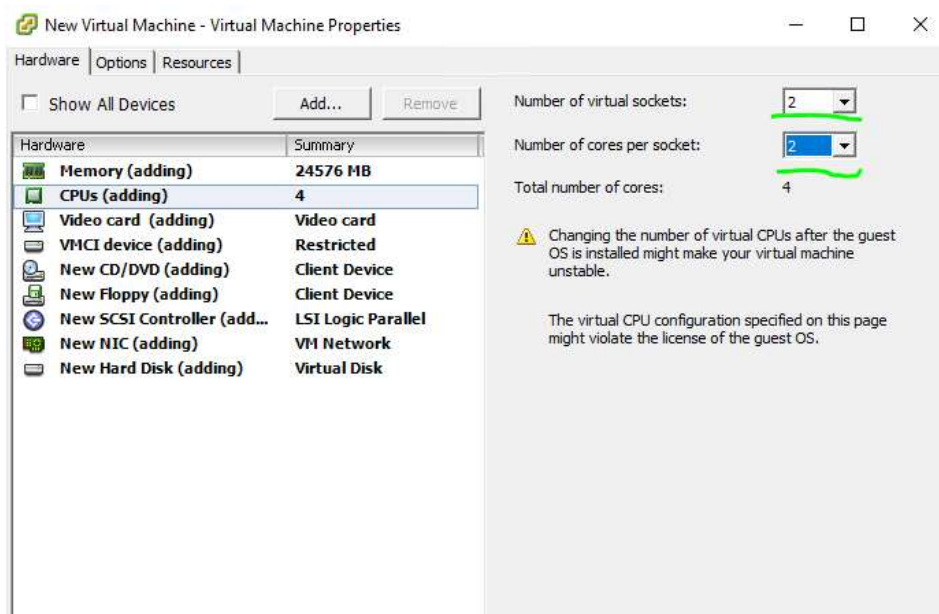 New Virtual Machine - Virtual Machine Properties
Hardware Options Resources
Show All Devices Add... Remove
Hardware Summary
Memory (adding) 24576 MB
CPUs (adding) 4
Video card (adding) Video card
VMCI device (adding) Restricted
New CD/DVD (adding) Client Device
New Floppy (adding) Client Device
New SCSI Controller (add... LSI Logic Parallel
New NIC (adding) VM Network
New Hard Disk (adding) Virtual Disk
Number of virtual sockets: 2
Number of cores per socket: 2
Total number of cores: 4
Changing the number of virtual CPUs after the guest
OS is installed might make your virtual machine
unstable.
The virtual CPU configuration specified on this page
might violate the license of the guest OS.